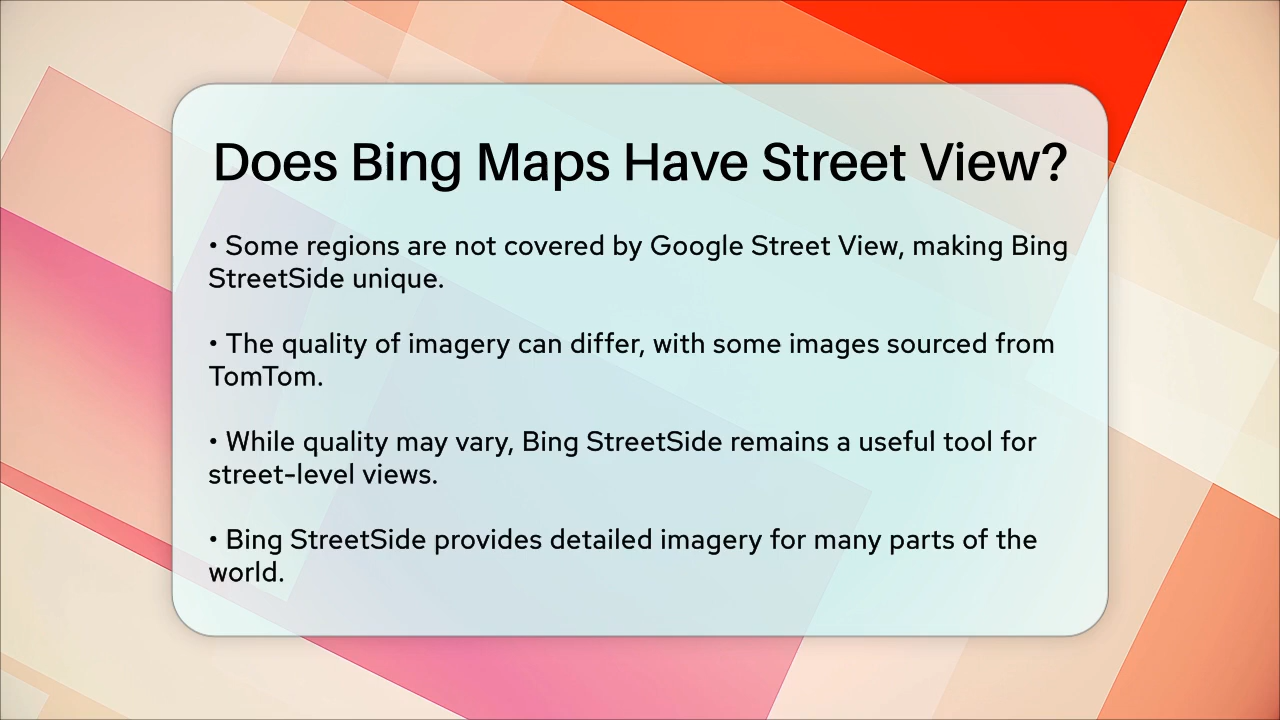 Does Bing Maps Have Street View?
• Some regions are not covered by Google Street View, making Bing
StreetSide unique.
• The quality of imagery can differ, with some images sourced from
TomTom.
• While quality may vary, Bing StreetSide remains a useful tool for
street-level views.
• Bing StreetSide provides detailed imagery for many parts of the
world.